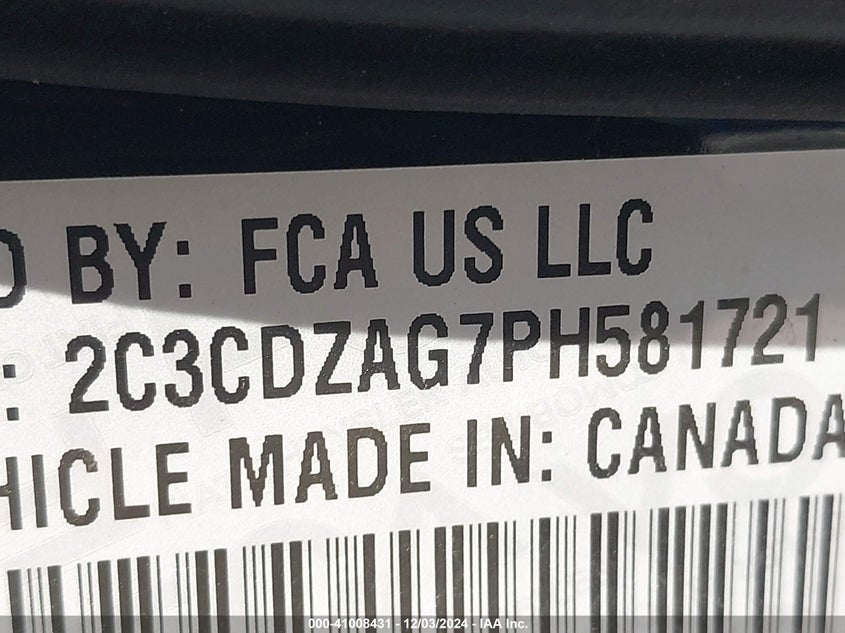 D BY: FCA US LLC
: 2C3CDZAG7PH581721
HICLE MADE IN: CANADA
000-41008431 - 12/03/2024 - IAA Inc.